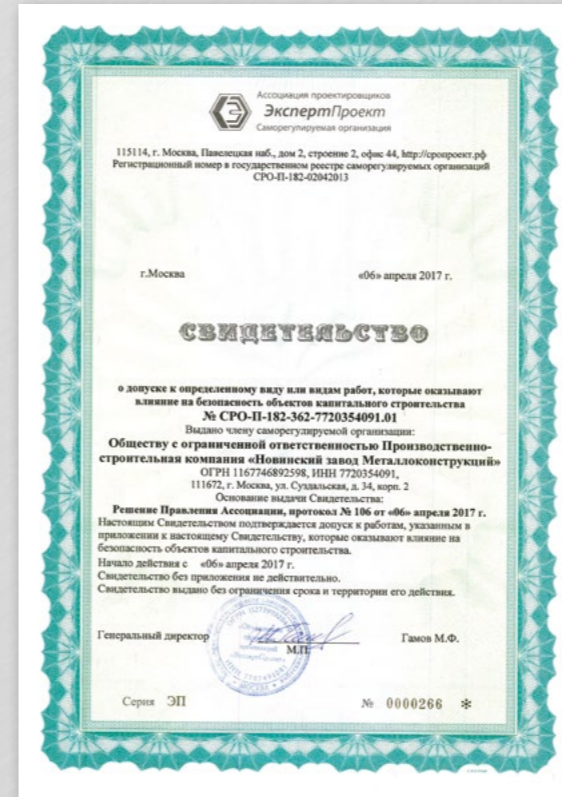 Ассоциация проектировщиков
ЭкспертПроект
Саморегулируемая организация
115114, г. Москва, Павелецкая наб., дом 2, строение 2, офис 44, http://сропроект.рф
Регистрационный номер в государственном реестре саморегулируемых организаций
СРО-П-182-02042013
г.Москва «06» апреля 2017 г.
СВИДЕТЕЛЬСТВО
о допуске к определенному виду или видам работ, которые оказывают
влияние на безопасность объектов капитального строительства
№ СРО-П-182-362-7720354091.01
Выдано члену саморегулируемой организации:
Обществу с ограниченной ответственностью Производственно-
строительная компания «Новинский завод Металлоконструкций»
ОГРН 1167746892598, ИНН 7720354091,
111672, г. Москва, ул. Суздальская, д. 34, корп. 2
Основание выдачи Свидетельства:
Решение Правления Ассоциации, протокол № 106 от «06» апреля 2017 г.
Настоящим Свидетельством подтверждается допуск к работам, указанным в
приложении к настоящему Свидетельству, которые оказывают влияние на
безопасность объектов капитального строительства.
Начало действия с «06» апреля 2017 г.
Свидетельство без приложения не действительно.
Свидетельство выдано без ограничения срока и территории его действия.
Генеральный директор Гамов М.Ф.
М.П.
Серия ЭП № 0000266 *